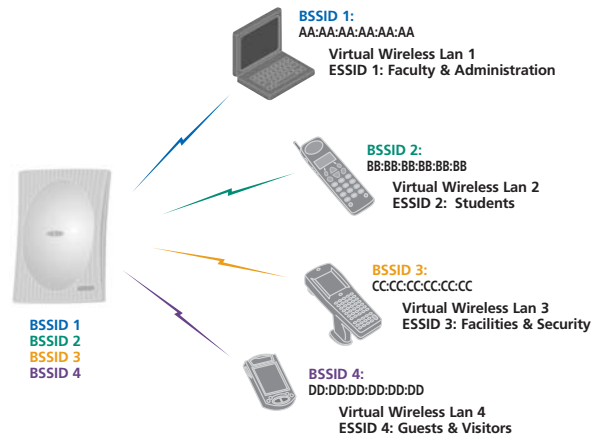 BSSID 1:
AA:AA:AA:AA:AA:AA
Virtual Wireless Lan 1
ESSID 1: Faculty & Administration
BSSID 2:
BB:BB:BB:BB:BB:BB
Virtual Wireless Lan 2
ESSID 2: Students
BSSID 3:
CC:CC:CC:CC:CC:CC
Virtual Wireless Lan 3
ESSID 3: Facilities & Security
BSSID 1
BSSID 2
BSSID 3
BSSID 4
BSSID 4:
DD:DD:DD:DD:DD:DD
Virtual Wireless Lan 4
ESSID 4: Guests & Visitors